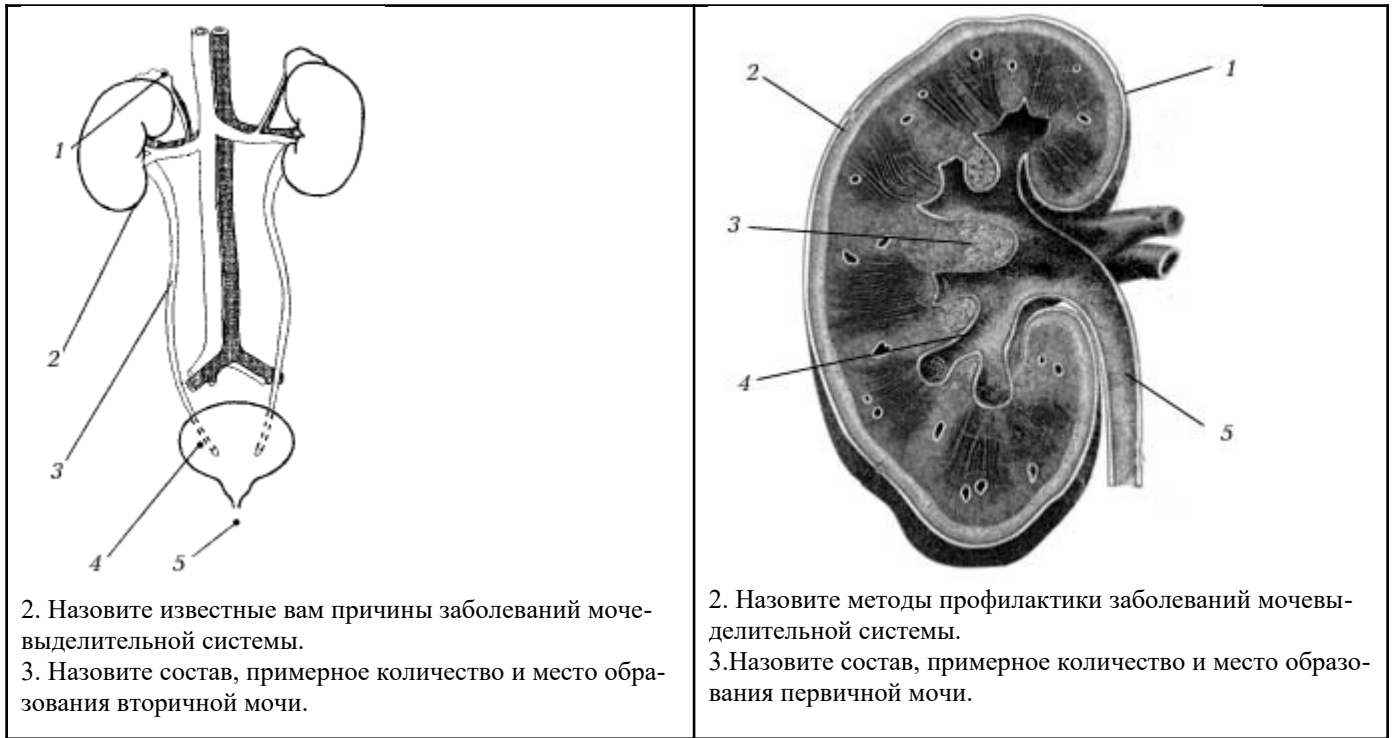 1
2
3
4
5
2. Назовите известные вам причины заболеваний моче-
выделительной системы.
3. Назовите состав, примерное количество и место обра-
зования вторичной мочи.
2
1
3
4
5
2. Назовите методы профилактики заболеваний мочевы-
делительной системы.
3.Назовите состав, примерное количество и место образо-
вания первичной мочи.